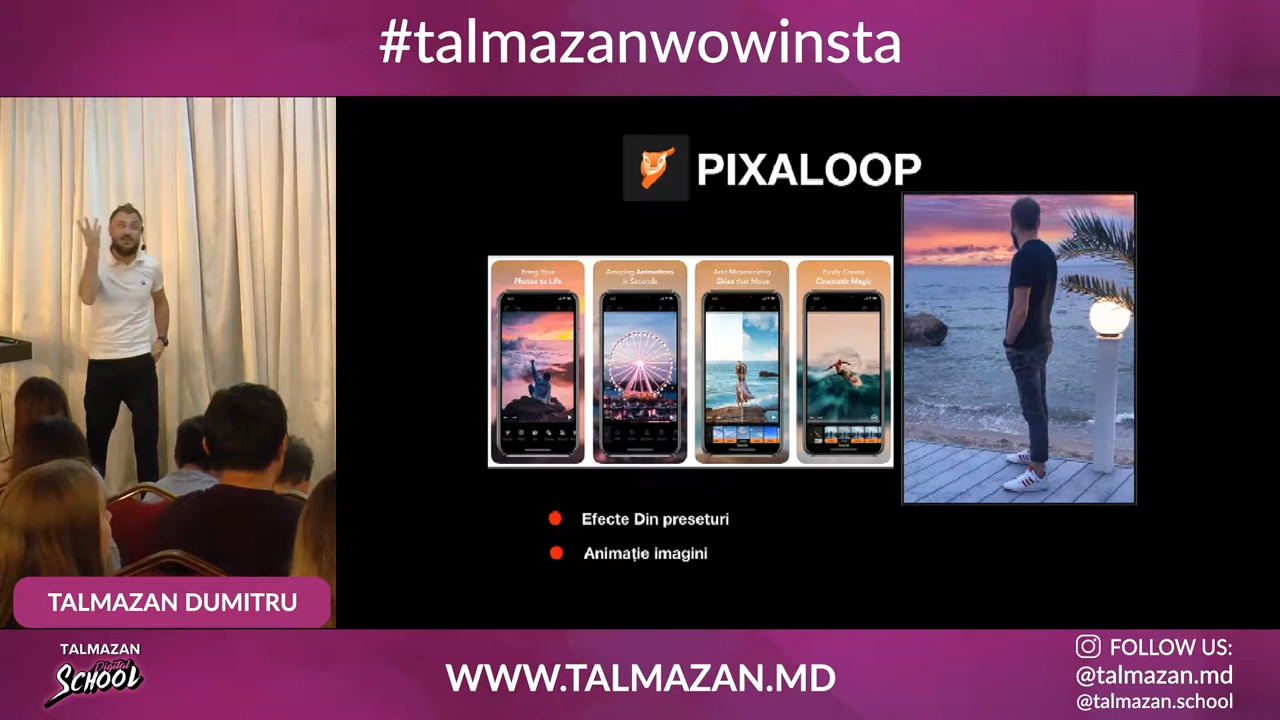 #talmazanwowinsta
PIXALOOP
Bring Your
Photos to Life
Amazing Animations
in Seconds
Add Mesmerizing
Skies that Move
Easily Create
Cinematic Magic
Efecte Din preseturi
Animație imagini
TALMAZAN DUMITRU
TALMAZAN
Digital
SCHOOL
WWW.TALMAZAN.MD
FOLLOW US:
@talmazan.md
@talmazan.school